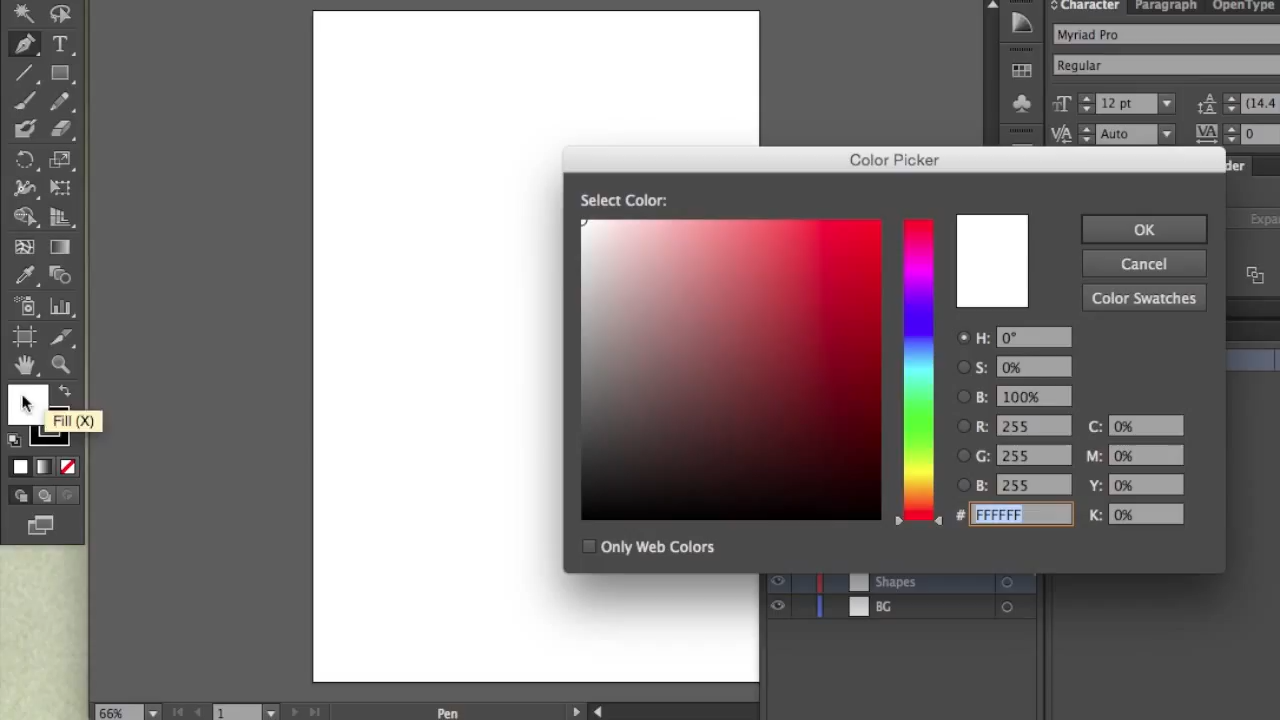 Character Paragraph OpenType
Myriad Pro
Regular
12 pt (14.4
Auto 0
Color Picker
der
Select Color:
OK
Expa
Cancel
Color Swatches
H: 0°
S: 0%
B: 100%
R: 255 C: 0%
G: 255 M: 0%
B: 255 Y: 0%
# FFFFFF K: 0%
Fill (X)
Only Web Colors
Shapes
BG
66% 1 Pen